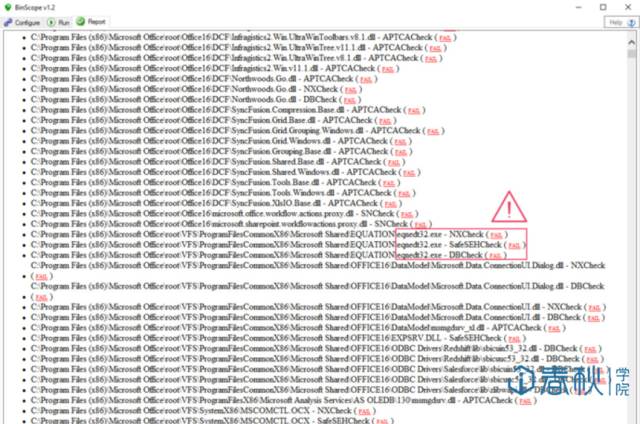 BinScope v1.2
Configure Run Report Help
C:\Program Files (x86)\Microsoft Office\root\Office16\DCF\Infragistics2.Win.UltraWinToolbars.v8.1.dll - APTCACheck ( FAIL )
C:\Program Files (x86)\Microsoft Office\root\Office16\DCF\Infragistics2.Win.UltraWinTree.v11.1.dll - APTCACheck ( FAIL )
C:\Program Files (x86)\Microsoft Office\root\Office16\DCF\Infragistics2.Win.UltraWinTree.v8.1.dll - APTCACheck ( FAIL )
C:\Program Files (x86)\Microsoft Office\root\Office16\DCF\Infragistics2.Win.v11.1.dll - APTCACheck ( FAIL )
C:\Program Files (x86)\Microsoft Office\root\Office16\DCF\Northwoods.Go.dll - APTCACheck ( FAIL )
C:\Program Files (x86)\Microsoft Office\root\Office16\DCF\Northwoods.Go.dll - NXCheck ( FAIL )
C:\Program Files (x86)\Microsoft Office\root\Office16\DCF\Northwoods.Go.dll - DBCheck ( FAIL )
C:\Program Files (x86)\Microsoft Office\root\Office16\DCF\SyncFusion.Compression.Base.dll - APTCACheck ( FAIL )
C:\Program Files (x86)\Microsoft Office\root\Office16\DCF\SyncFusion.Grid.Base.dll - APTCACheck ( FAIL )
C:\Program Files (x86)\Microsoft Office\root\Office16\DCF\SyncFusion.Grid.Grouping.Windows.dll - APTCACheck ( FAIL )
C:\Program Files (x86)\Microsoft Office\root\Office16\DCF\SyncFusion.Grid.Windows.dll - APTCACheck ( FAIL )
C:\Program Files (x86)\Microsoft Office\root\Office16\DCF\SyncFusion.Grouping.Base.dll - APTCACheck ( FAIL )
C:\Program Files (x86)\Microsoft Office\root\Office16\DCF\SyncFusion.Shared.Base.dll - APTCACheck ( FAIL )
C:\Program Files (x86)\Microsoft Office\root\Office16\DCF\SyncFusion.Shared.Windows.dll - APTCACheck ( FAIL )
C:\Program Files (x86)\Microsoft Office\root\Office16\DCF\SyncFusion.Tools.Base.dll - APTCACheck ( FAIL )
C:\Program Files (x86)\Microsoft Office\root\Office16\DCF\SyncFusion.Tools.Windows.dll - APTCACheck ( FAIL )
C:\Program Files (x86)\Microsoft Office\root\Office16\DCF\SyncFusion.XlsIO.Base.dll - APTCACheck ( FAIL )
C:\Program Files (x86)\Microsoft Office\root\Office16\microsoft.office.workflow.actions.proxy.dll - SNCheck ( FAIL )
C:\Program Files (x86)\Microsoft Office\root\Office16\microsoft.sharepoint.workflowactions.proxy.dll - SNCheck ( FAIL )
C:\Program Files (x86)\Microsoft Office\root\VFS\ProgramFilesCommonX86\Microsoft Shared\EQUATION\eqnedt32.exe - NXCheck ( FAIL )
C:\Program Files (x86)\Microsoft Office\root\VFS\ProgramFilesCommonX86\Microsoft Shared\EQUATION\eqnedt32.exe - SafeSEHCheck ( FAIL )
C:\Program Files (x86)\Microsoft Office\root\VFS\ProgramFilesCommonX86\Microsoft Shared\EQUATION\eqnedt32.exe - DBCheck ( FAIL )
C:\Program Files (x86)\Microsoft Office\root\VFS\ProgramFilesCommonX86\Microsoft Shared\OFFICE16\DataModel\Microsoft.Data.ConnectionUI.Dialog.dll - NXCheck
( FAIL )
C:\Program Files (x86)\Microsoft Office\root\VFS\ProgramFilesCommonX86\Microsoft Shared\OFFICE16\DataModel\Microsoft.Data.ConnectionUI.Dialog.dll - DBCheck
( FAIL )
C:\Program Files (x86)\Microsoft Office\root\VFS\ProgramFilesCommonX86\Microsoft Shared\OFFICE16\DataModel\Microsoft.Data.ConnectionUI.dll - NXCheck ( FAIL )
C:\Program Files (x86)\Microsoft Office\root\VFS\ProgramFilesCommonX86\Microsoft Shared\OFFICE16\DataModel\Microsoft.Data.ConnectionUI.dll - DBCheck ( FAIL )
C:\Program Files (x86)\Microsoft Office\root\VFS\ProgramFilesCommonX86\Microsoft Shared\OFFICE16\DataModel\msmgdsrv_xl.dll - APTCACheck ( FAIL )
C:\Program Files (x86)\Microsoft Office\root\VFS\ProgramFilesCommonX86\Microsoft Shared\OFFICE16\EXPSRV.DLL - SafeSEHCheck ( FAIL )
C:\Program Files (x86)\Microsoft Office\root\VFS\ProgramFilesCommonX86\Microsoft Shared\OFFICE16\ODBC Drivers\Redshift\lib\sbicuin53_32.dll - DBCheck ( FAIL )
C:\Program Files (x86)\Microsoft Office\root\VFS\ProgramFilesCommonX86\Microsoft Shared\OFFICE16\ODBC Drivers\Redshift\lib\sbicuuc53_32.dll - DBCheck ( FAIL )
C:\Program Files (x86)\Microsoft Office\root\VFS\ProgramFilesCommonX86\Microsoft Shared\OFFICE16\ODBC Drivers\Salesforce\lib\sbicuin
C:\Program Files (x86)\Microsoft Office\root\VFS\ProgramFilesCommonX86\Microsoft Shared\OFFICE16\ODBC Drivers\Salesforce\lib\sbicuuc
C:\Program Files (x86)\Microsoft Office\root\VFS\ProgramFilesCommonX86\Microsoft Shared\OFFICE16\ODBC Drivers\Salesforce\lib
C:\Program Files (x86)\Microsoft Office\root\VFS\ProgramFilesX86\Microsoft Analysis Services\AS OLEDB\130\msmgdsrv.dll - APTCACheck ( FAIL )
C:\Program Files (x86)\Microsoft Office\root\VFS\SystemX86\MSCOMCTL.OCX - NXCheck ( FAIL )
C:\Program Files (x86)\Microsoft Office\root\VFS\SystemX86\MSCOMCTL.OCX - SafeSEHCheck ( FAIL )
春秋 学院